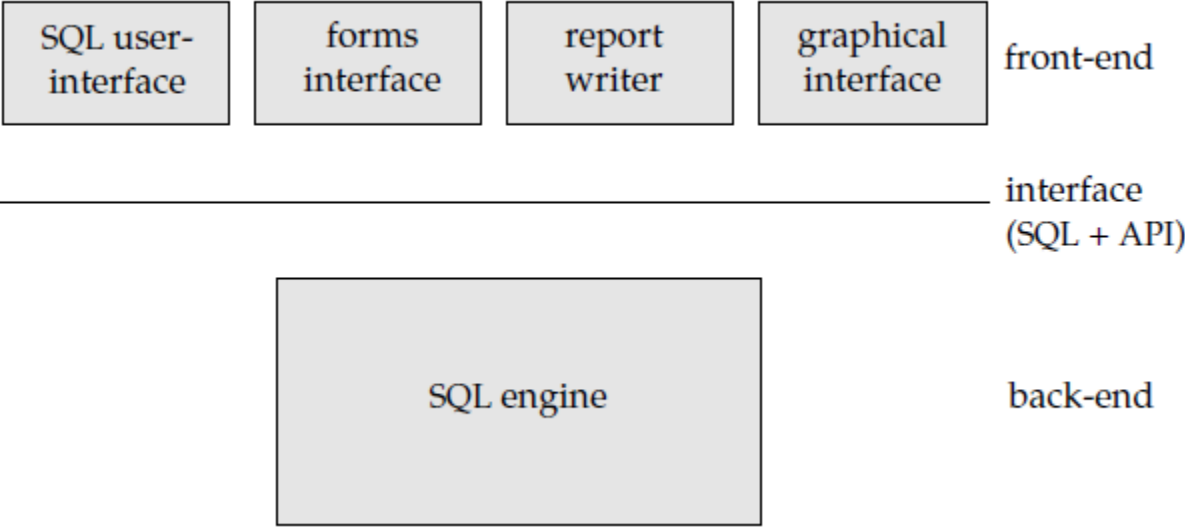 SQL user-
interface
forms
interface
report
writer
graphical
interface
front-end
interface
(SQL + API)
SQL engine
back-end